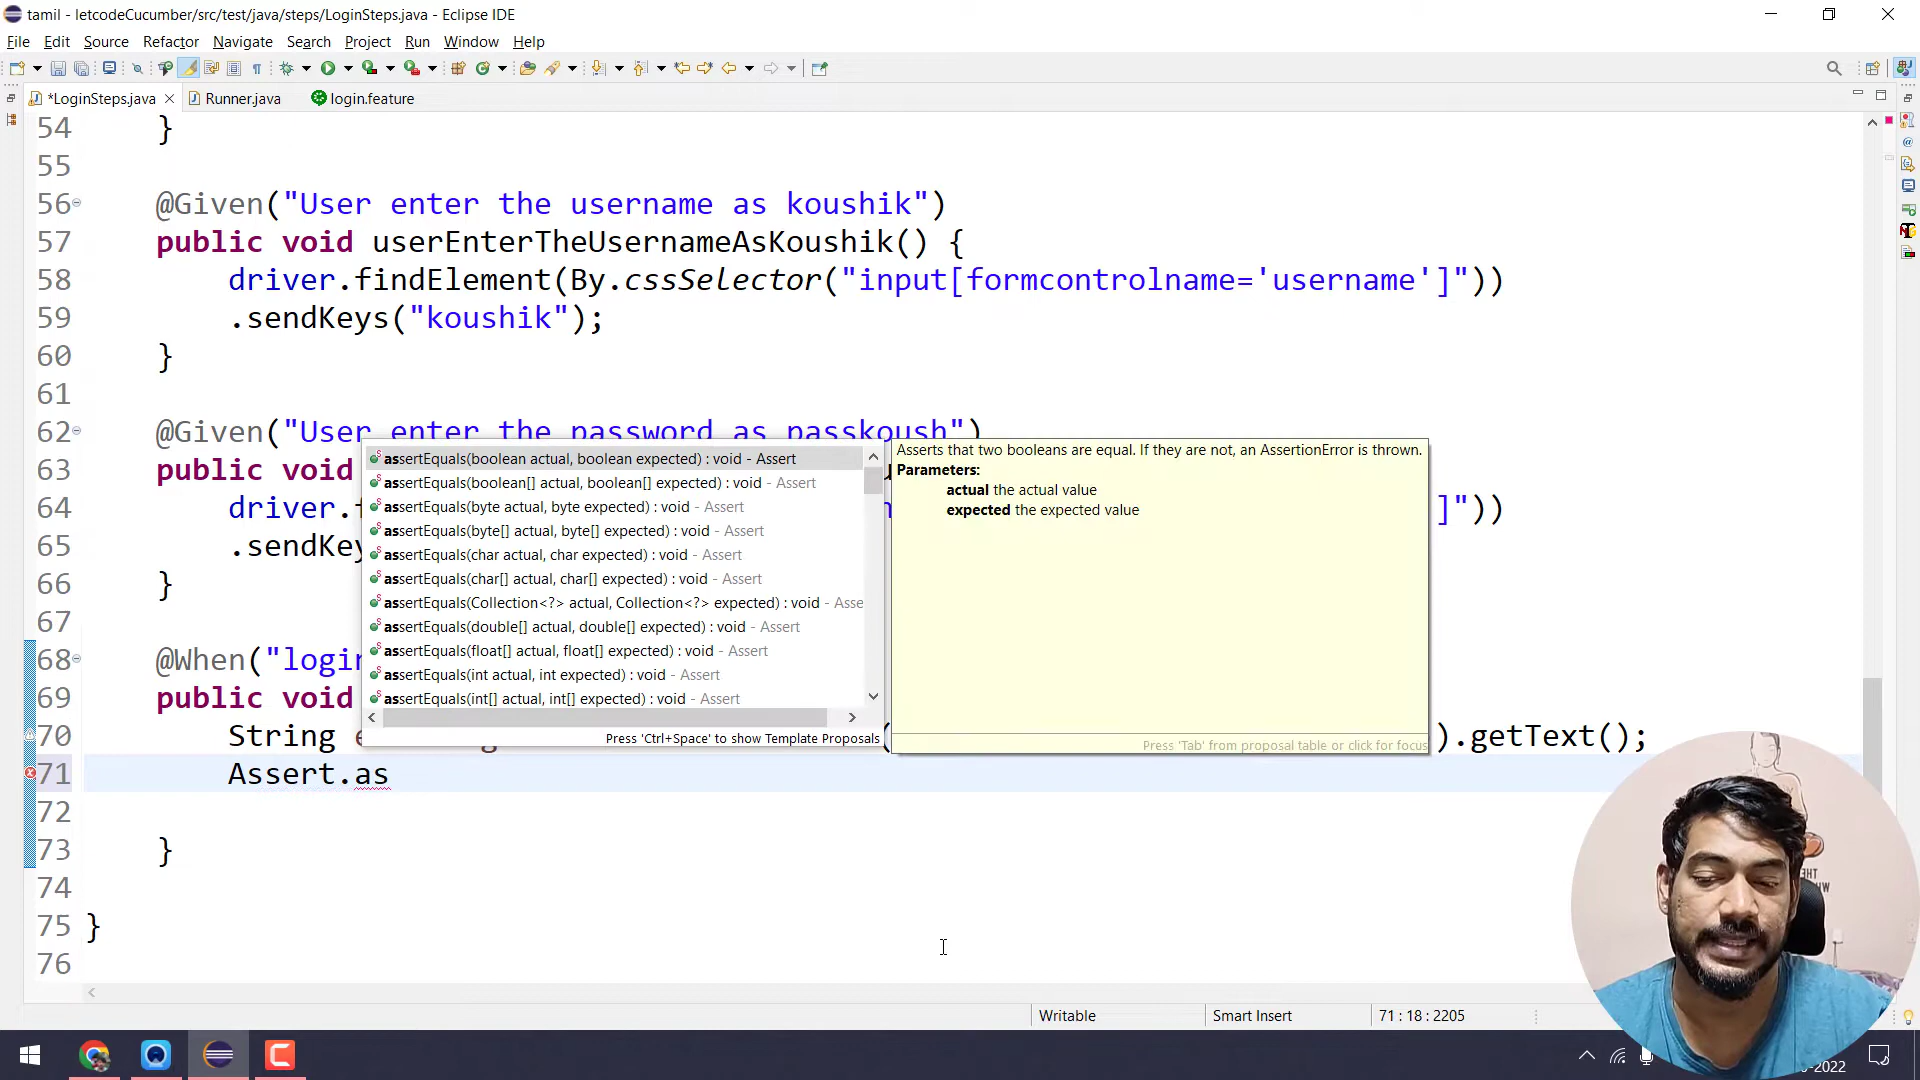 tamil - letcodeCucumber/src/test/java/steps/LoginSteps.java - Eclipse IDE
File Edit Source Refactor Navigate Search Project Run Window Help
*LoginSteps.java Runner.java login.feature
54 }
55
56 @Given("User enter the username as koushik")
57 public void userEnterTheUsernameAsKoushik() {
58 driver.findElement(By.cssSelector("input[formcontrolname='username']"))
59 .sendKeys("koushik");
60 }
61
62 @Given("User enter the password as passkoush")
63 public void
64 driver. ]"))
65 .sendKey
66 }
67
68 @When("login
69 public void
70 String ).getText();
71 Assert.as
72
73 }
74
75 }
76
assertEquals(boolean actual, boolean expected) : void - Assert
assertEquals(boolean[] actual, boolean[] expected) : void - Assert
assertEquals(byte actual, byte expected) : void - Assert
assertEquals(byte[] actual, byte[] expected) : void - Assert
assertEquals(char actual, char expected) : void - Assert
assertEquals(char[] actual, char[] expected) : void - Assert
assertEquals(Collection<?> actual, Collection<?> expected) : void - Asse
assertEquals(double[] actual, double[] expected) : void - Assert
assertEquals(float[] actual, float[] expected) : void - Assert
assertEquals(int actual, int expected) : void - Assert
assertEquals(int[] actual, int[] expected) : void - Assert
Press 'Ctrl+Space' to show Template Proposals
Asserts that two booleans are equal. If they are not, an AssertionError is thrown.
Parameters:
actual the actual value
expected the expected value
Press 'Tab' from proposal table or click for focus
Writable Smart Insert 71 : 18 : 2205
-2022